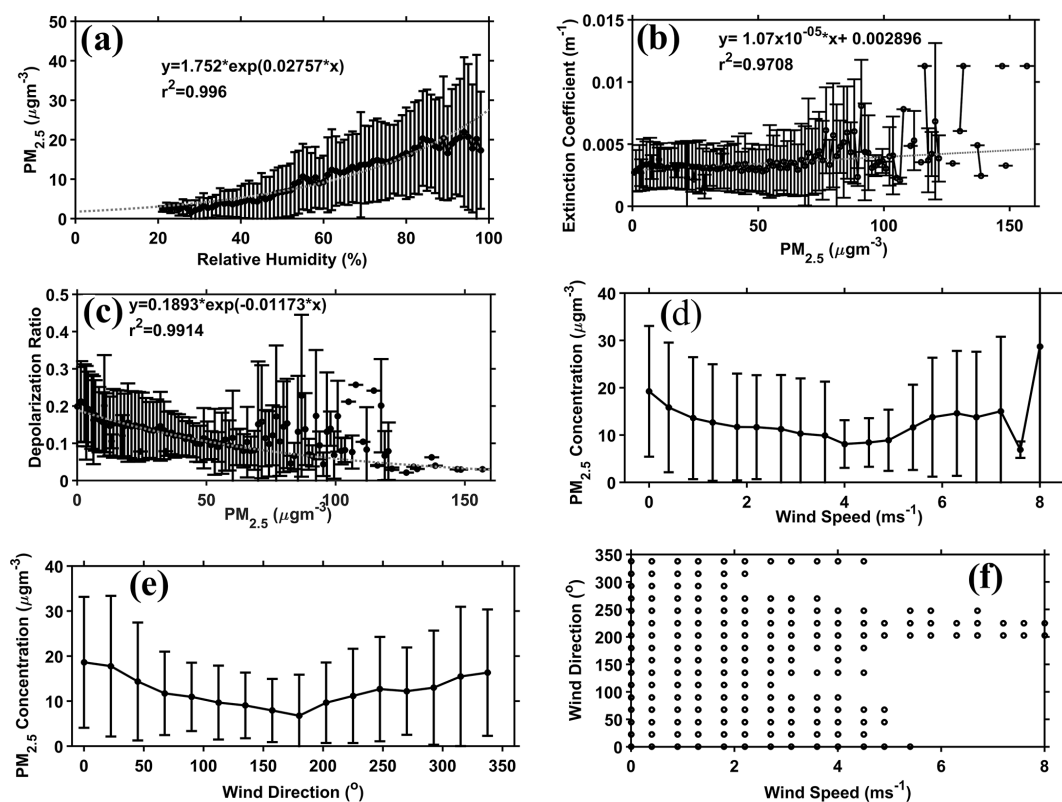 (a)
y=1.752*exp(0.02757*x)
r²=0.996
PM₂.₅ (μgm⁻³)
50
40
30
20
10
0
0 20 40 60 80 100
Relative Humidity (%)
(b)
y= 1.07x10⁻⁰⁵*x+ 0.002896
r²=0.9708
Extinction Coefficient (m⁻¹)
0.015
0.01
0.005
0
0 50 100 150
PM₂.₅ (μgm⁻³)
(c)
y=0.1893*exp(-0.01173*x)
r²=0.9914
Depolarization Ratio
0.5
0.4
0.3
0.2
0.1
0
0 50 100 150
PM₂.₅ (μgm⁻³)
(d)
PM₂.₅ Concentration (μgm⁻³)
40
30
20
10
0
0 2 4 6 8
Wind Speed (ms⁻¹)
(e)
PM₂.₅ Concentration (μgm⁻³)
40
30
20
10
0
0 50 100 150 200 250 300 350
Wind Direction (°)
(f)
Wind Direction (°)
350
300
250
200
150
100
50
0
0 2 4 6 8
Wind Speed (ms⁻¹)